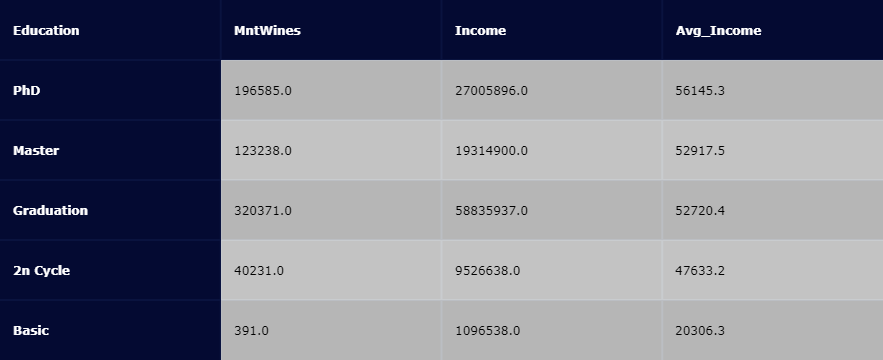 Education MntWines Income Avg_Income
PhD 196585.0 27005896.0 56145.3
Master 123238.0 19314900.0 52917.5
Graduation 320371.0 58835937.0 52720.4
2n Cycle 40231.0 9526638.0 47633.2
Basic 391.0 1096538.0 20306.3